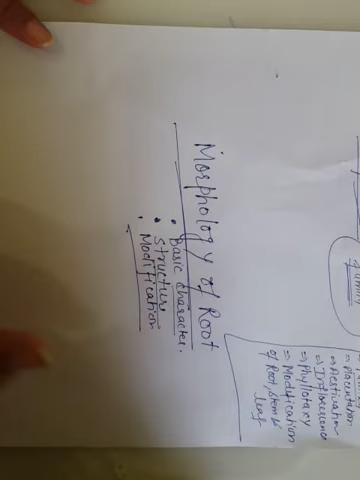 Morphology of Root
• Basic character.
• Structure
• Modification
⇒ Placentation
⇒ Aestivation
⇒ Inflorescence
⇒ Phyllotaxy
⇒ Modification
of Root, stem &
leaf